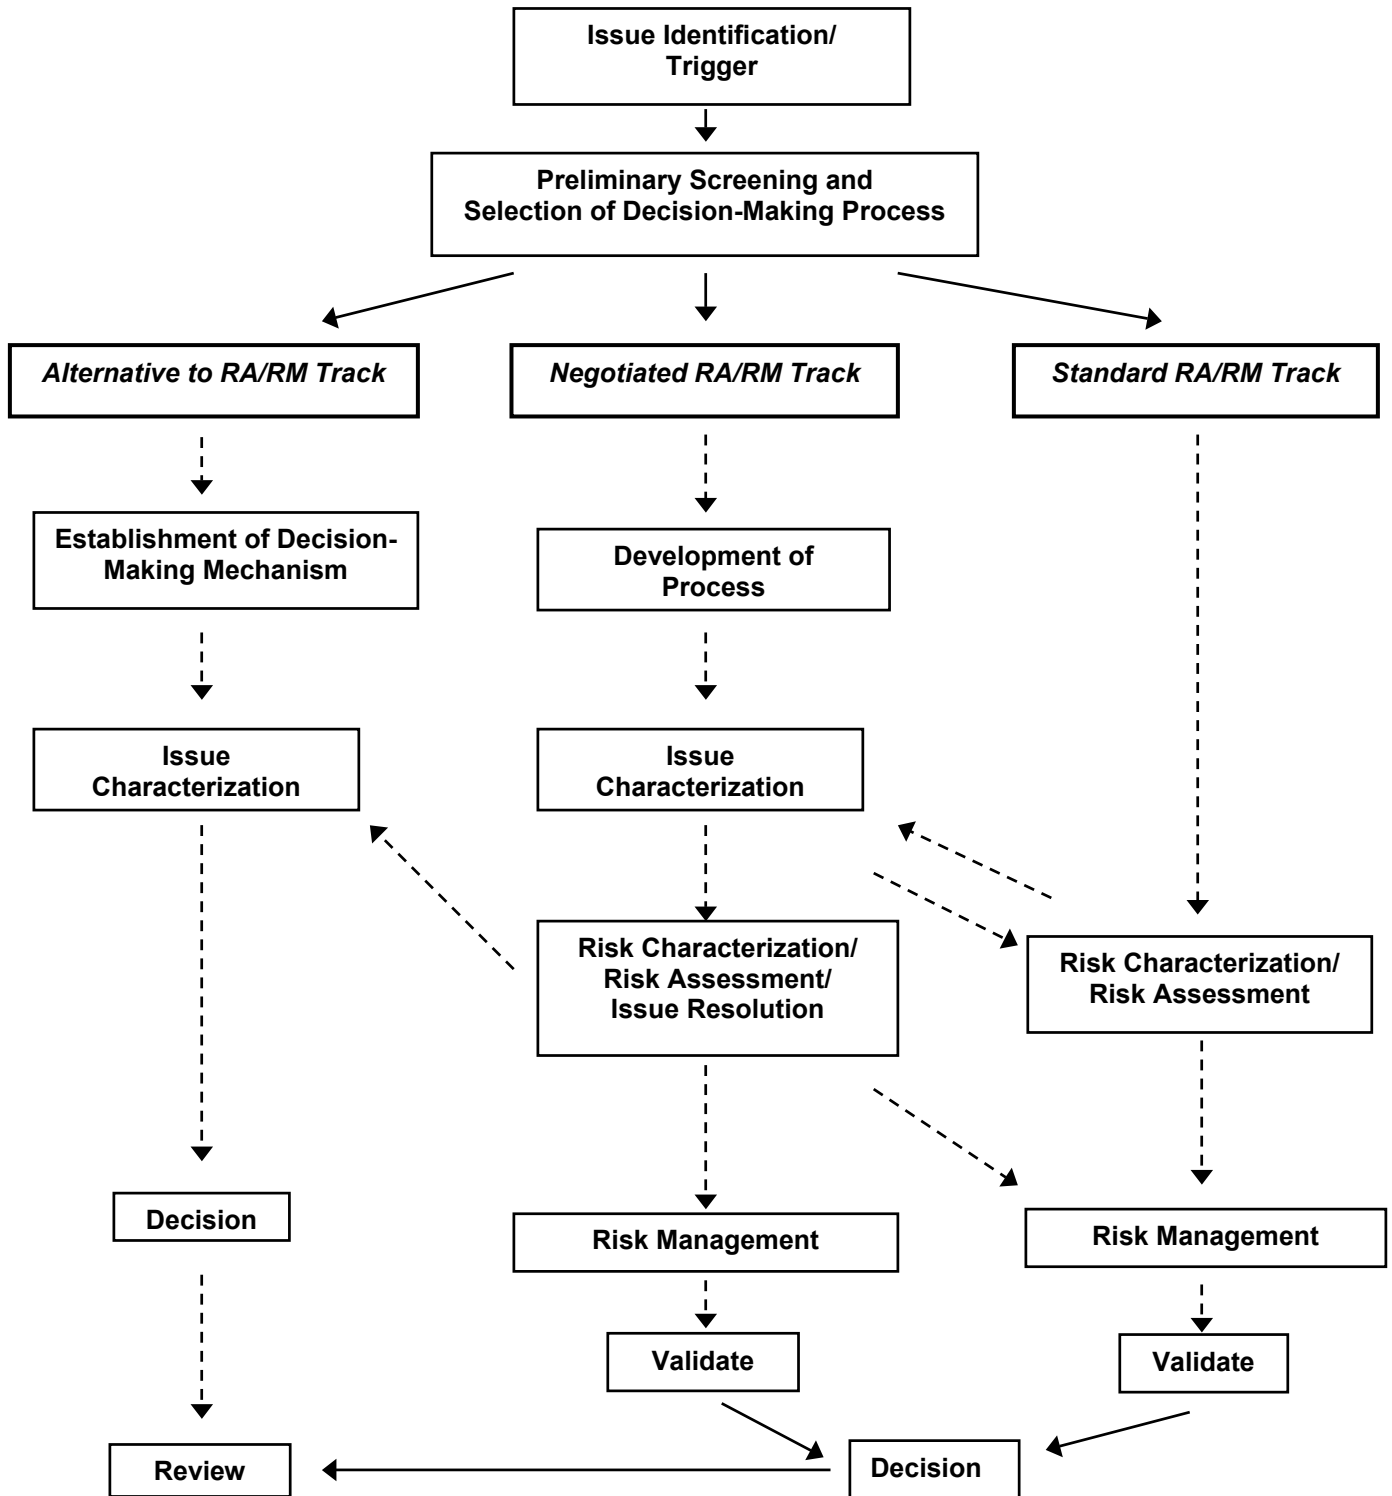 Issue Identification/
Trigger
Preliminary Screening and
Selection of Decision-Making Process
Alternative to RA/RM Track
Negotiated RA/RM Track
Standard RA/RM Track
Establishment of Decision-
Making Mechanism
Development of
Process
Issue
Characterization
Issue
Characterization
Risk Characterization/
Risk Assessment/
Issue Resolution
Risk Characterization/
Risk Assessment
Decision
Risk Management
Risk Management
Validate
Validate
Review
Decision